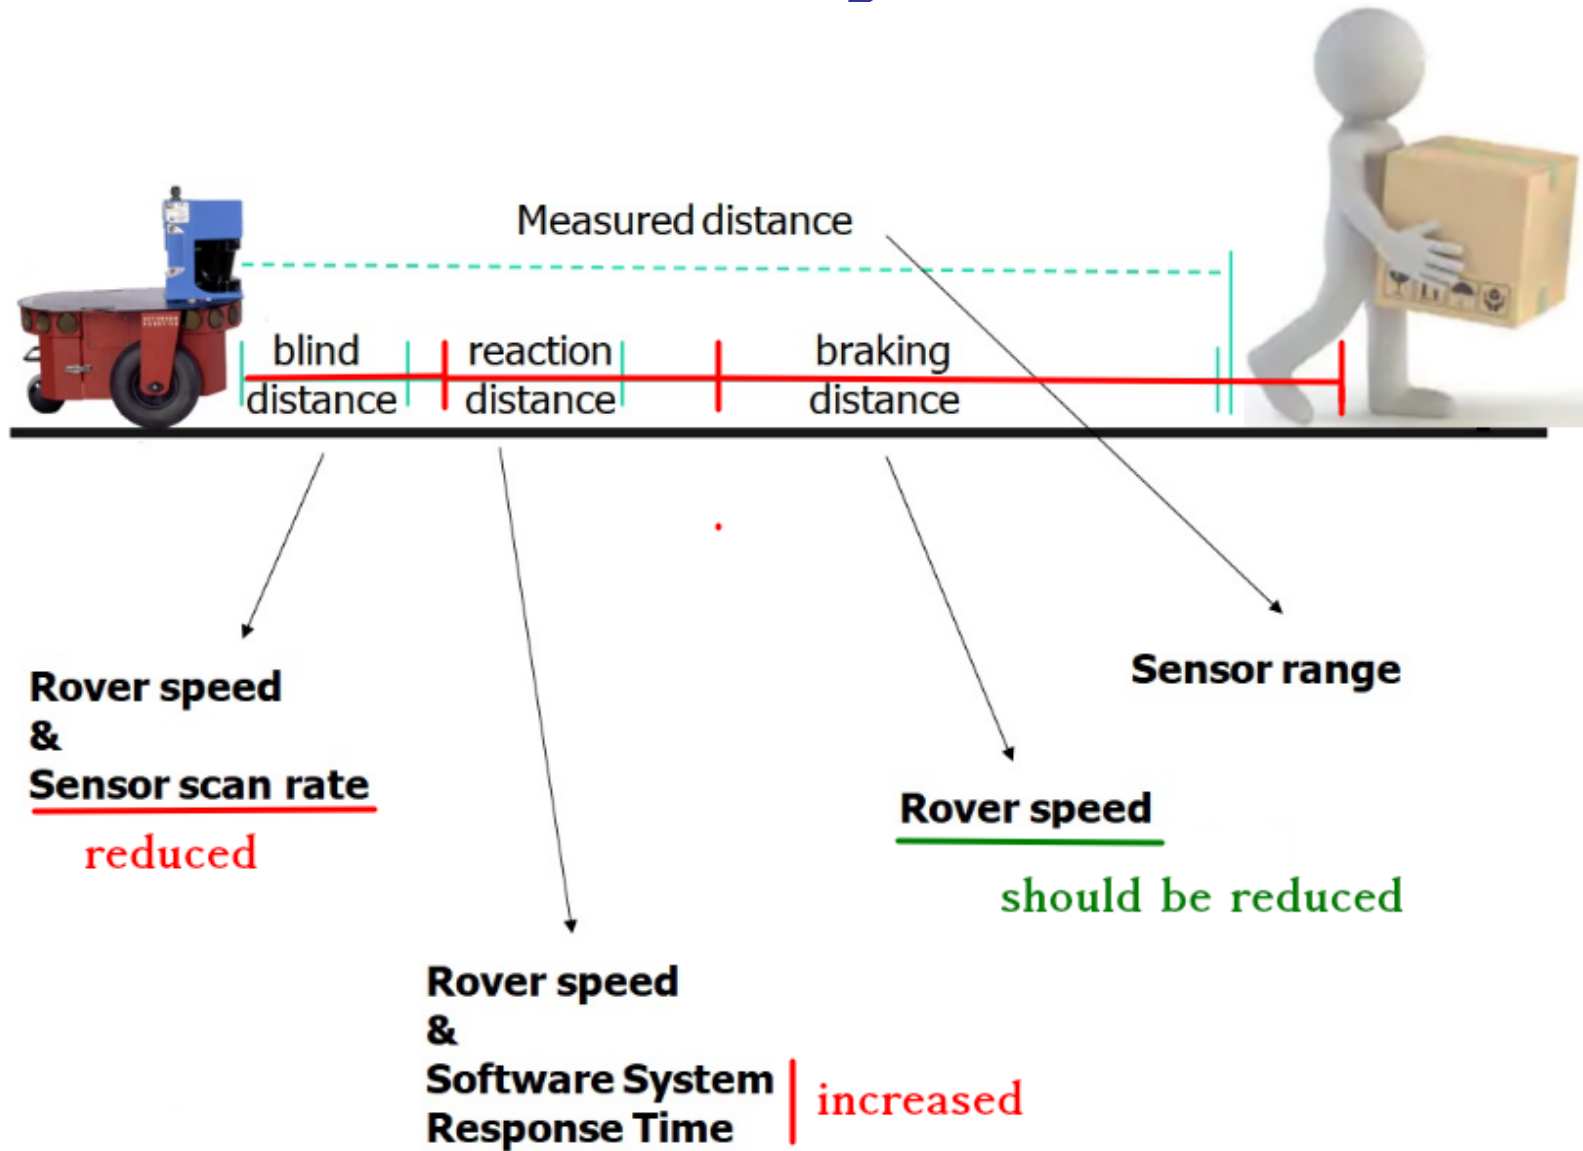 Measured distance
blind
distance
reaction
distance
braking
distance
Rover speed
&
Sensor scan rate
reduced
Rover speed
&
Software System
Response Time
increased
Rover speed
should be reduced
Sensor range